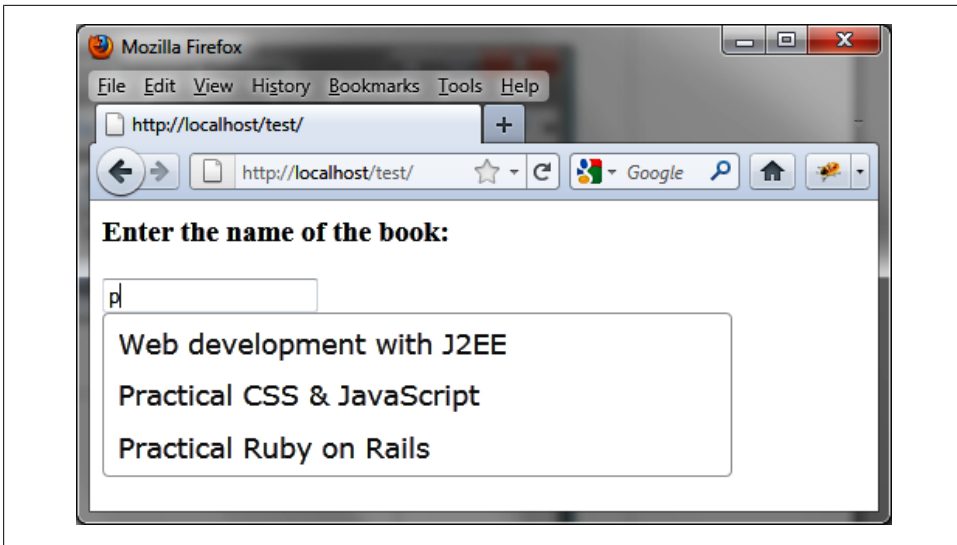 Mozilla Firefox
File Edit View History Bookmarks Tools Help
http://localhost/test/
http://localhost/test/ Google
Enter the name of the book:
p
Web development with J2EE
Practical CSS & JavaScript
Practical Ruby on Rails